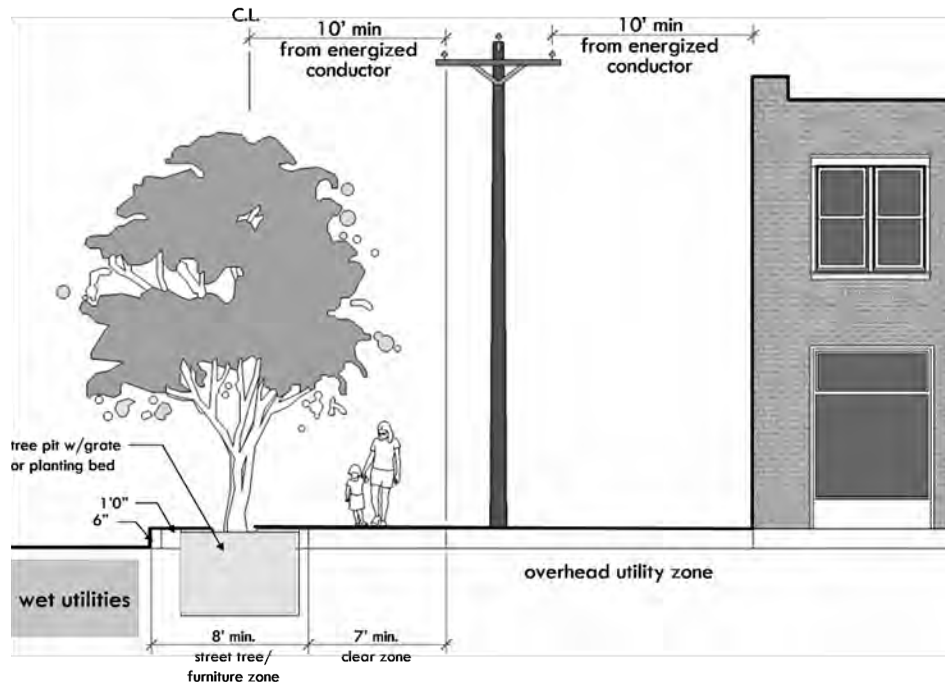 C.L.
10' min
from energized
conductor
10' min
from energized
conductor
tree pit w/grate
or planting bed
1'0"
6"
wet utilities
overhead utility zone
8' min.
street tree/
furniture zone
7' min.
clear zone